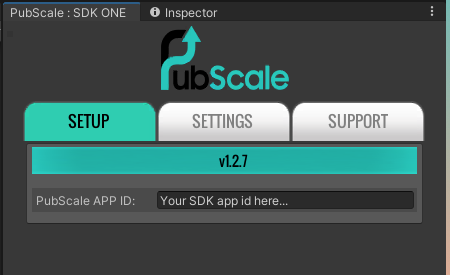 PubScale : SDK ONE
Inspector
PubScale
SETUP
SETTINGS
SUPPORT
v1.2.7
PubScale APP ID:
Your SDK app id here...